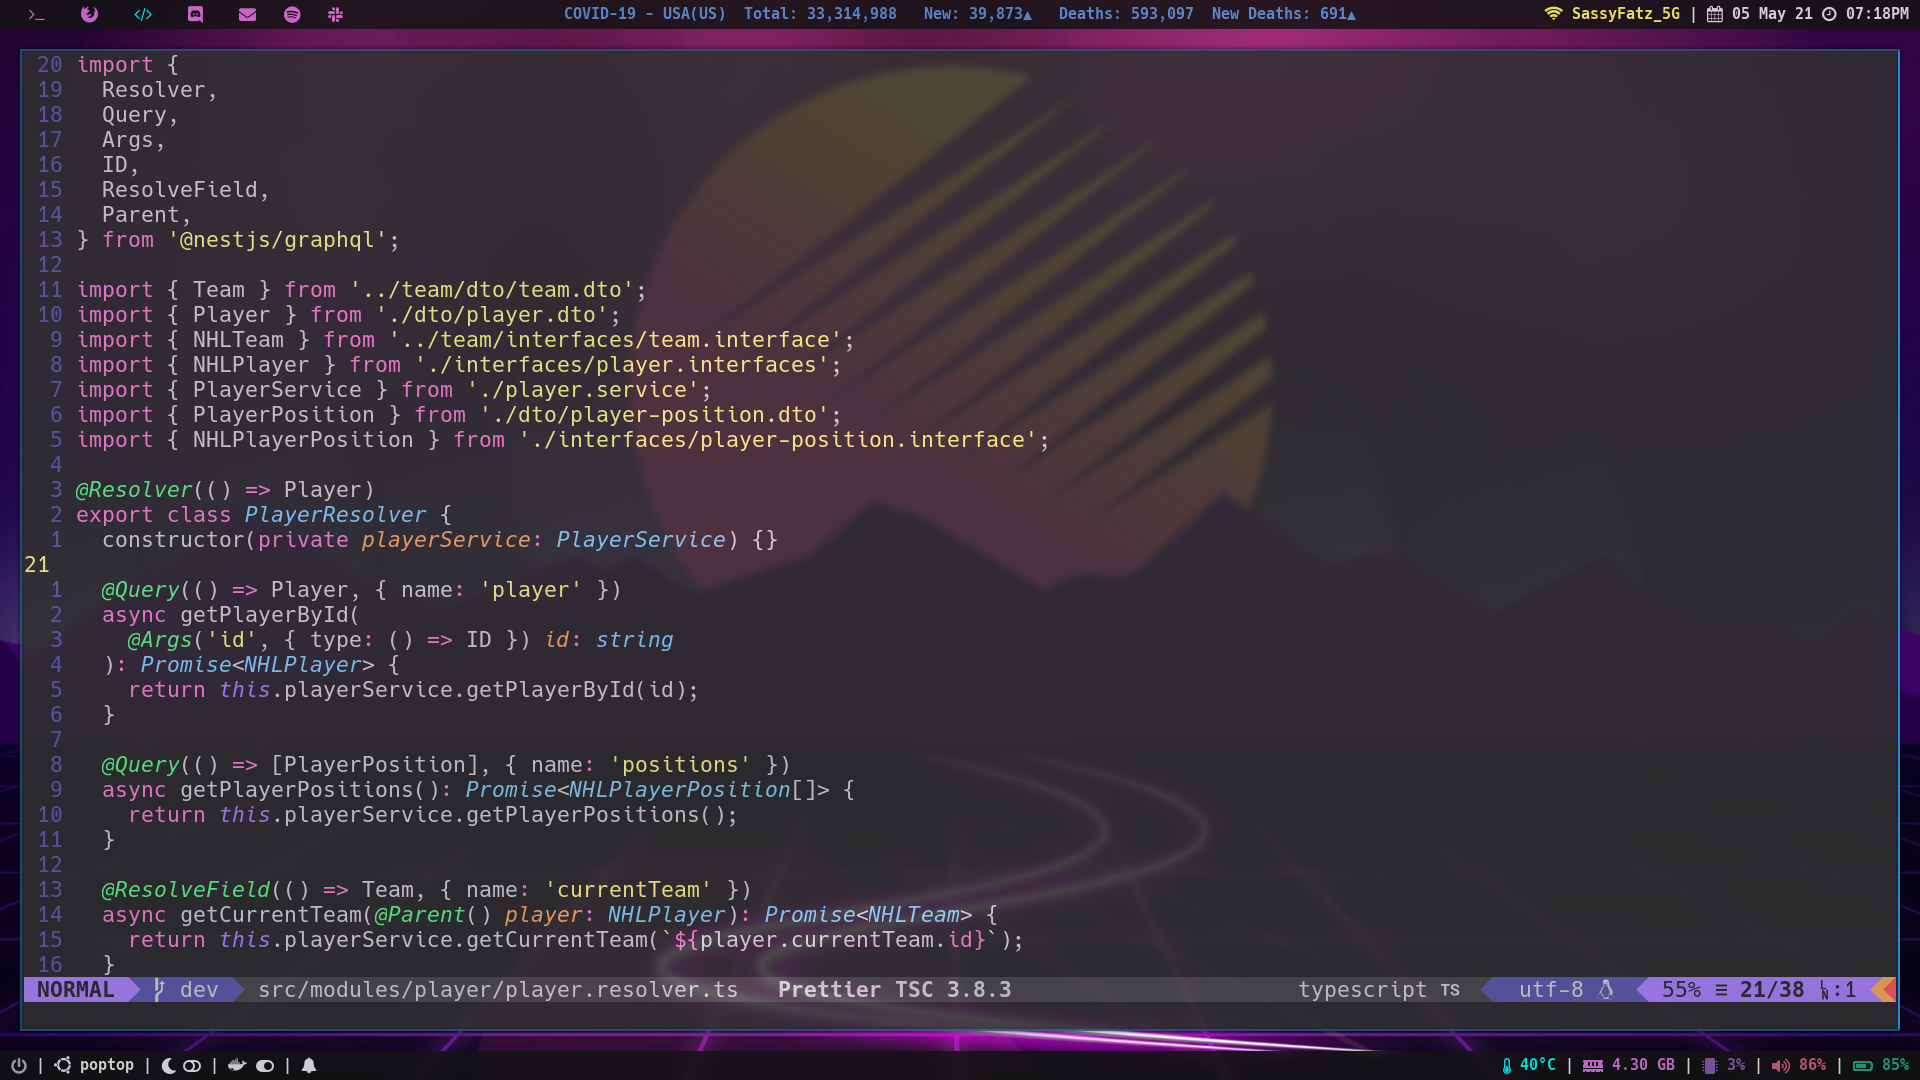 COVID-19 - USA(US) Total: 33,314,988 New: 39,873▲ Deaths: 593,097 New Deaths: 691▲ SassyFatz_5G | 05 May 21 07:18PM
20 import {
19   Resolver,
18   Query,
17   Args,
16   ID,
15   ResolveField,
14   Parent,
13 } from '@nestjs/graphql';
12
11 import { Team } from '../team/dto/team.dto';
10 import { Player } from './dto/player.dto';
9 import { NHLTeam } from '../team/interfaces/team.interface';
8 import { NHLPlayer } from './interfaces/player.interfaces';
7 import { PlayerService } from './player.service';
6 import { PlayerPosition } from './dto/player-position.dto';
5 import { NHLPlayerPosition } from './interfaces/player-position.interface';
4
3 @Resolver(() => Player)
2 export class PlayerResolver {
1   constructor(private playerService: PlayerService) {}
21
1   @Query(() => Player, { name: 'player' })
2   async getPlayerById(
3     @Args('id', { type: () => ID }) id: string
4   ): Promise<NHLPlayer> {
5     return this.playerService.getPlayerById(id);
6   }
7
8   @Query(() => [PlayerPosition], { name: 'positions' })
9   async getPlayerPositions(): Promise<NHLPlayerPosition[]> {
10     return this.playerService.getPlayerPositions();
11   }
12
13   @ResolveField(() => Team, { name: 'currentTeam' })
14   async getCurrentTeam(@Parent() player: NHLPlayer): Promise<NHLTeam> {
15     return this.playerService.getCurrentTeam(`${player.currentTeam.id}`);
16   }
NORMAL dev src/modules/player/player.resolver.ts Prettier TSC 3.8.3 typescript TS utf-8 55% ≡ 21/38 LN:1
| poptop | | | 40°C | 4.30 GB | 3% | 86% | 85%